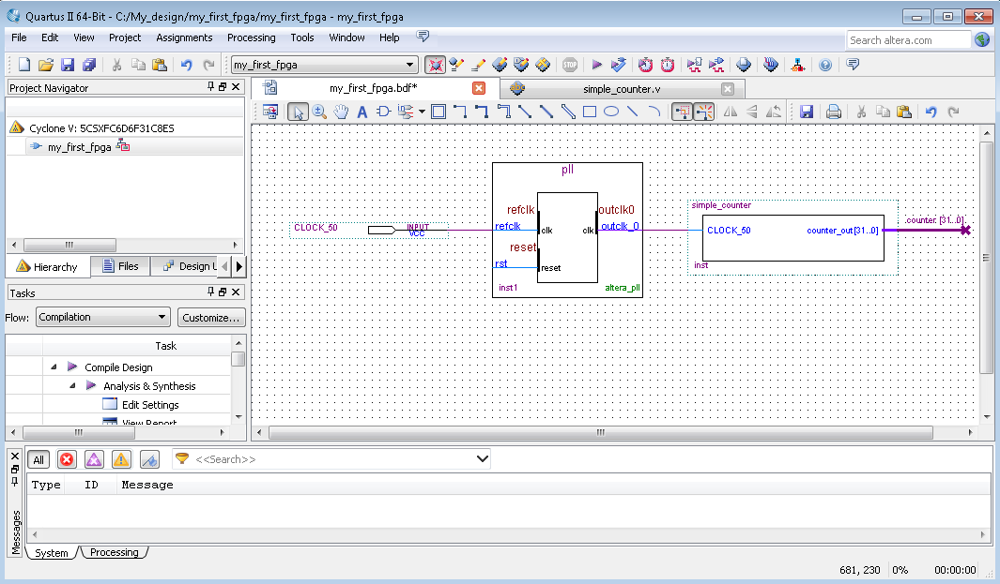 Quartus II 64-Bit - C:/My_design/my_first_fpga/my_first_fpga - my_first_fpga
File Edit View Project Assignments Processing Tools Window Help
Search altera.com
my_first_fpga
STOP
Project Navigator
my_first_fpga.bdf*
simple_counter.v
A
Cyclone V: 5CSXFC6D6F31C8ES
my_first_fpga
Hierarchy
Files
Design U
Tasks
Flow: Compilation
Customize...
Task
Compile Design
Analysis & Synthesis
Edit Settings
View Report
pll
refclk
outclk0
refclk
clk
clk
outclk_0
reset
rst
reset
inst1
altera_pll
CLOCK_50
INPUT
VCC
simple_counter
CLOCK_50
counter_out[31..0]
inst
counter. [31..0]
All
<<Search>>
Type ID Message
Messages
System
Processing
681, 230
0%
00:00:00